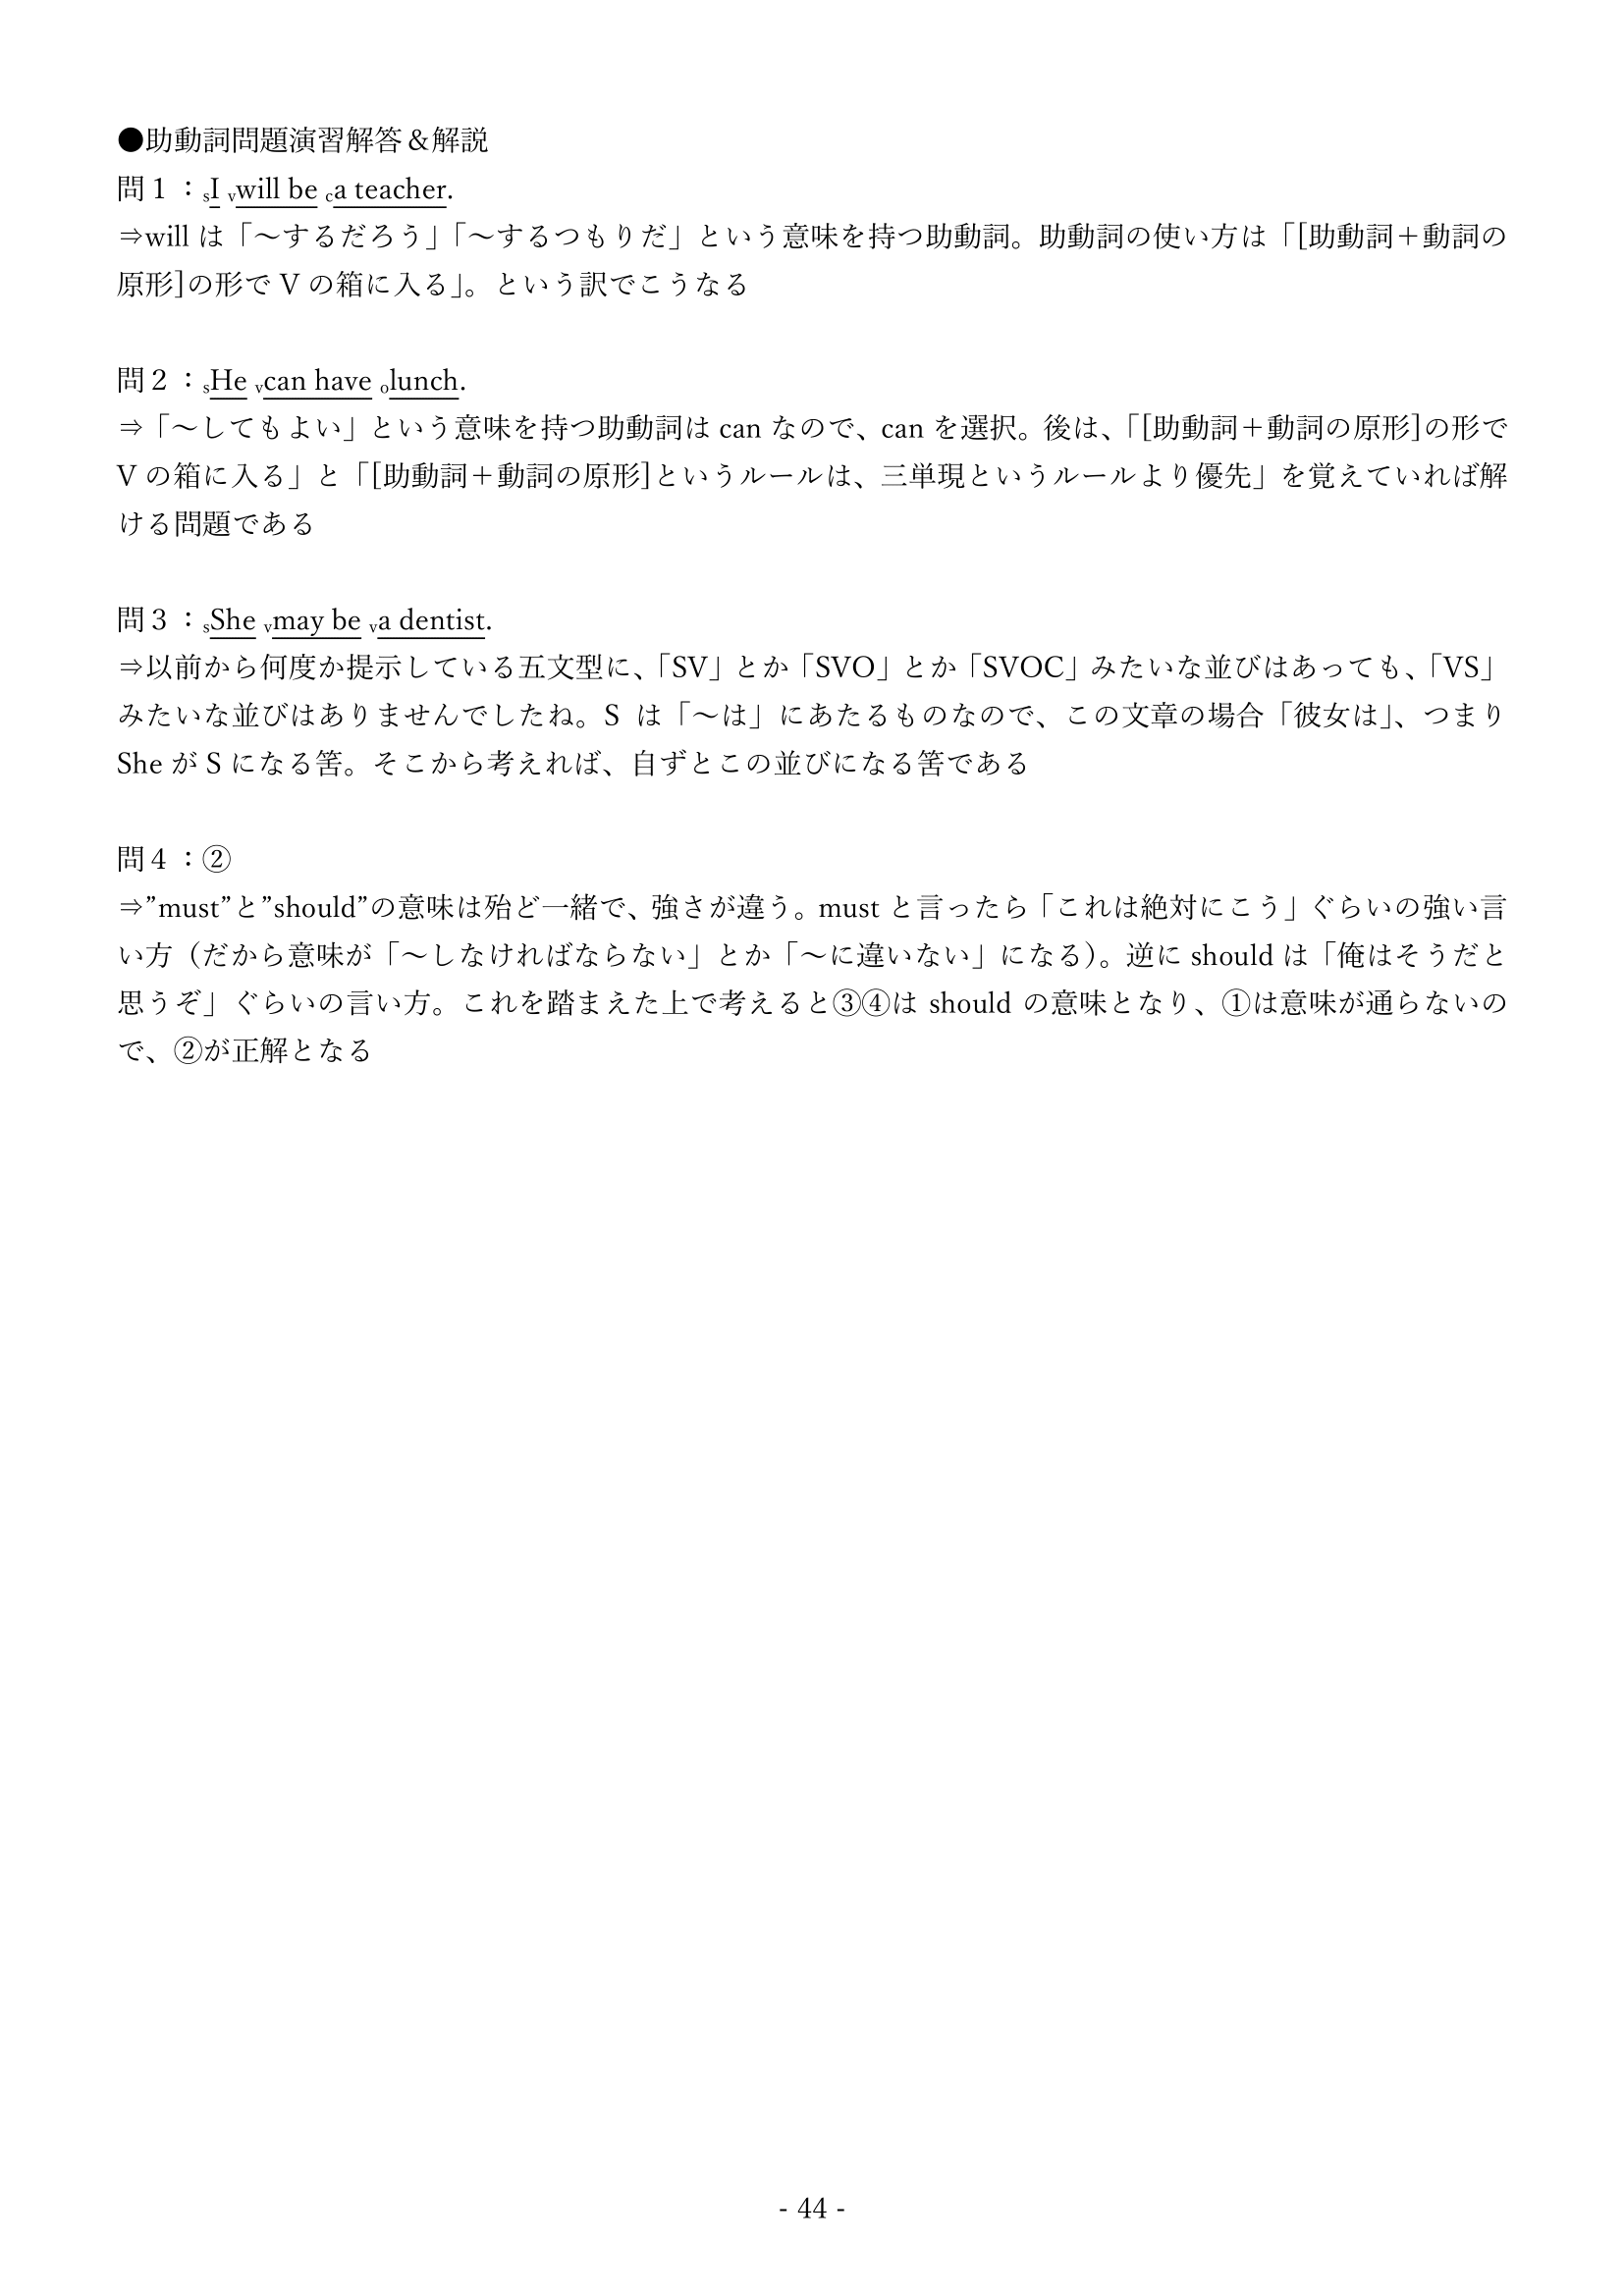 ●助動詞問題演習解答＆解説
問１：sI vwill be ca teacher.
⇒will は「～するだろう」「～するつもりだ」という意味を持つ助動詞。助動詞の使い方は「[助動詞＋動詞の
原形]の形で V の箱に入る」。という訳でこうなる
問２：sHe vcan have olunch.
⇒「～してもよい」という意味を持つ助動詞は can なので、can を選択。後は、「[助動詞＋動詞の原形]の形で
V の箱に入る」と「[助動詞＋動詞の原形]というルールは、三単現というルールより優先」を覚えていれば解
ける問題である
問３：sShe vmay be va dentist.
⇒以前から何度か提示している五文型に、「SV」とか「SVO」とか「SVOC」みたいな並びはあっても、「VS」
みたいな並びはありませんでしたね。S は「～は」にあたるものなので、この文章の場合「彼女は」、つまり
She が S になる筈。そこから考えれば、自ずとこの並びになる筈である
問４：②
⇒”must”と”should”の意味は殆ど一緒で、強さが違う。must と言ったら「これは絶対にこう」ぐらいの強い言
い方（だから意味が「～しなければならない」とか「～に違いない」になる）。逆に should は「俺はそうだと
思うぞ」ぐらいの言い方。これを踏まえた上で考えると③④は should の意味となり、①は意味が通らないの
で、②が正解となる
- 44 -